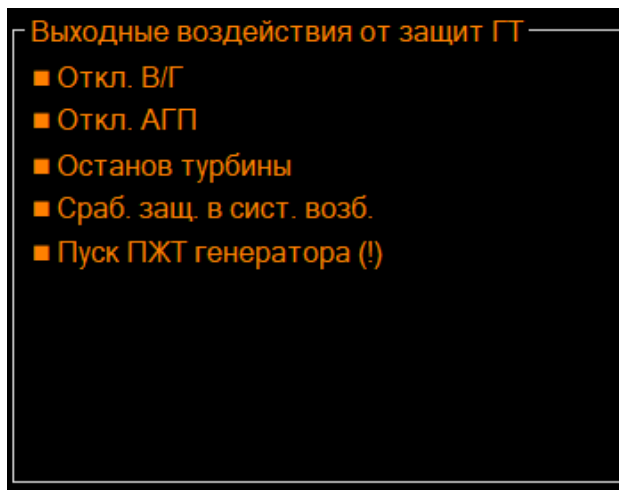 Выходные воздействия от защит ГТ
Откл. В/Г
Откл. АГП
Останов турбины
Сраб. защ. в сист. возб.
Пуск ПЖТ генератора (!)